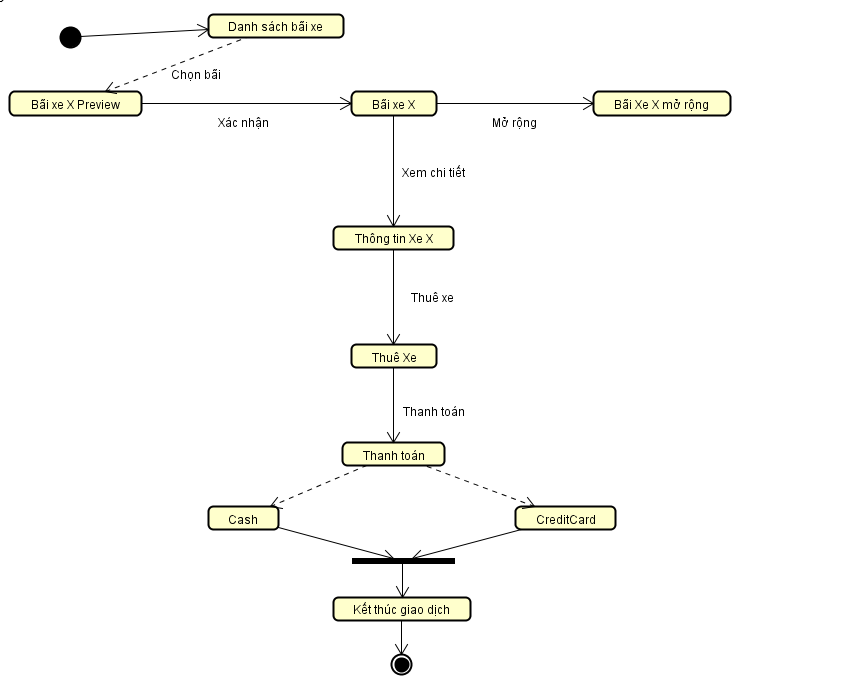 Danh sách bãi xe
Chọn bãi
Bãi xe X Preview
Bãi xe X
Bãi Xe X mở rộng
Xác nhận
Mở rộng
Xem chi tiết
Thông tin Xe X
Thuê xe
Thuê Xe
Thanh toán
Thanh toán
Cash
CreditCard
Kết thúc giao dịch